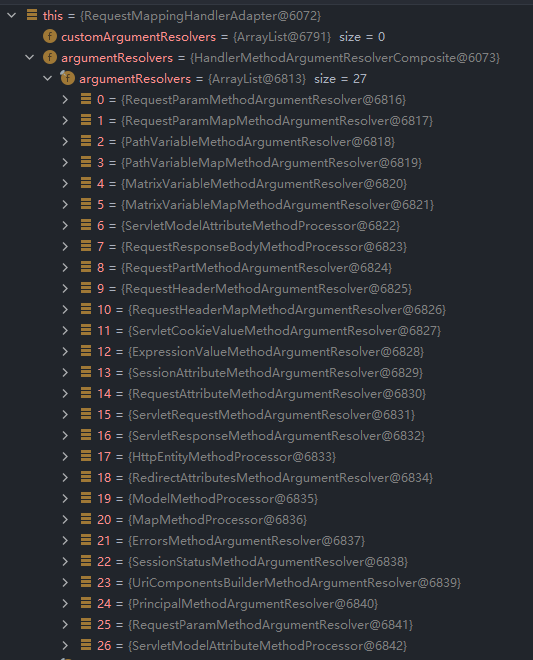 this = {RequestMappingHandlerAdapter@6072}
customArgumentResolvers = {ArrayList@6791} size = 0
argumentResolvers = {HandlerMethodArgumentResolverComposite@6073}
argumentResolvers = {ArrayList@6813} size = 27
0 = {RequestParamMethodArgumentResolver@6816}
1 = {RequestParamMapMethodArgumentResolver@6817}
2 = {PathVariableMethodArgumentResolver@6818}
3 = {PathVariableMapMethodArgumentResolver@6819}
4 = {MatrixVariableMethodArgumentResolver@6820}
5 = {MatrixVariableMapMethodArgumentResolver@6821}
6 = {ServletModelAttributeMethodProcessor@6822}
7 = {RequestResponseBodyMethodProcessor@6823}
8 = {RequestPartMethodArgumentResolver@6824}
9 = {RequestHeaderMethodArgumentResolver@6825}
10 = {RequestHeaderMapMethodArgumentResolver@6826}
11 = {ServletCookieValueMethodArgumentResolver@6827}
12 = {ExpressionValueMethodArgumentResolver@6828}
13 = {SessionAttributeMethodArgumentResolver@6829}
14 = {RequestAttributeMethodArgumentResolver@6830}
15 = {ServletRequestMethodArgumentResolver@6831}
16 = {ServletResponseMethodArgumentResolver@6832}
17 = {HttpEntityMethodProcessor@6833}
18 = {RedirectAttributesMethodArgumentResolver@6834}
19 = {ModelMethodProcessor@6835}
20 = {MapMethodProcessor@6836}
21 = {ErrorsMethodArgumentResolver@6837}
22 = {SessionStatusMethodArgumentResolver@6838}
23 = {UriComponentsBuilderMethodArgumentResolver@6839}
24 = {PrincipalMethodArgumentResolver@6840}
25 = {RequestParamMethodArgumentResolver@6841}
26 = {ServletModelAttributeMethodProcessor@6842}